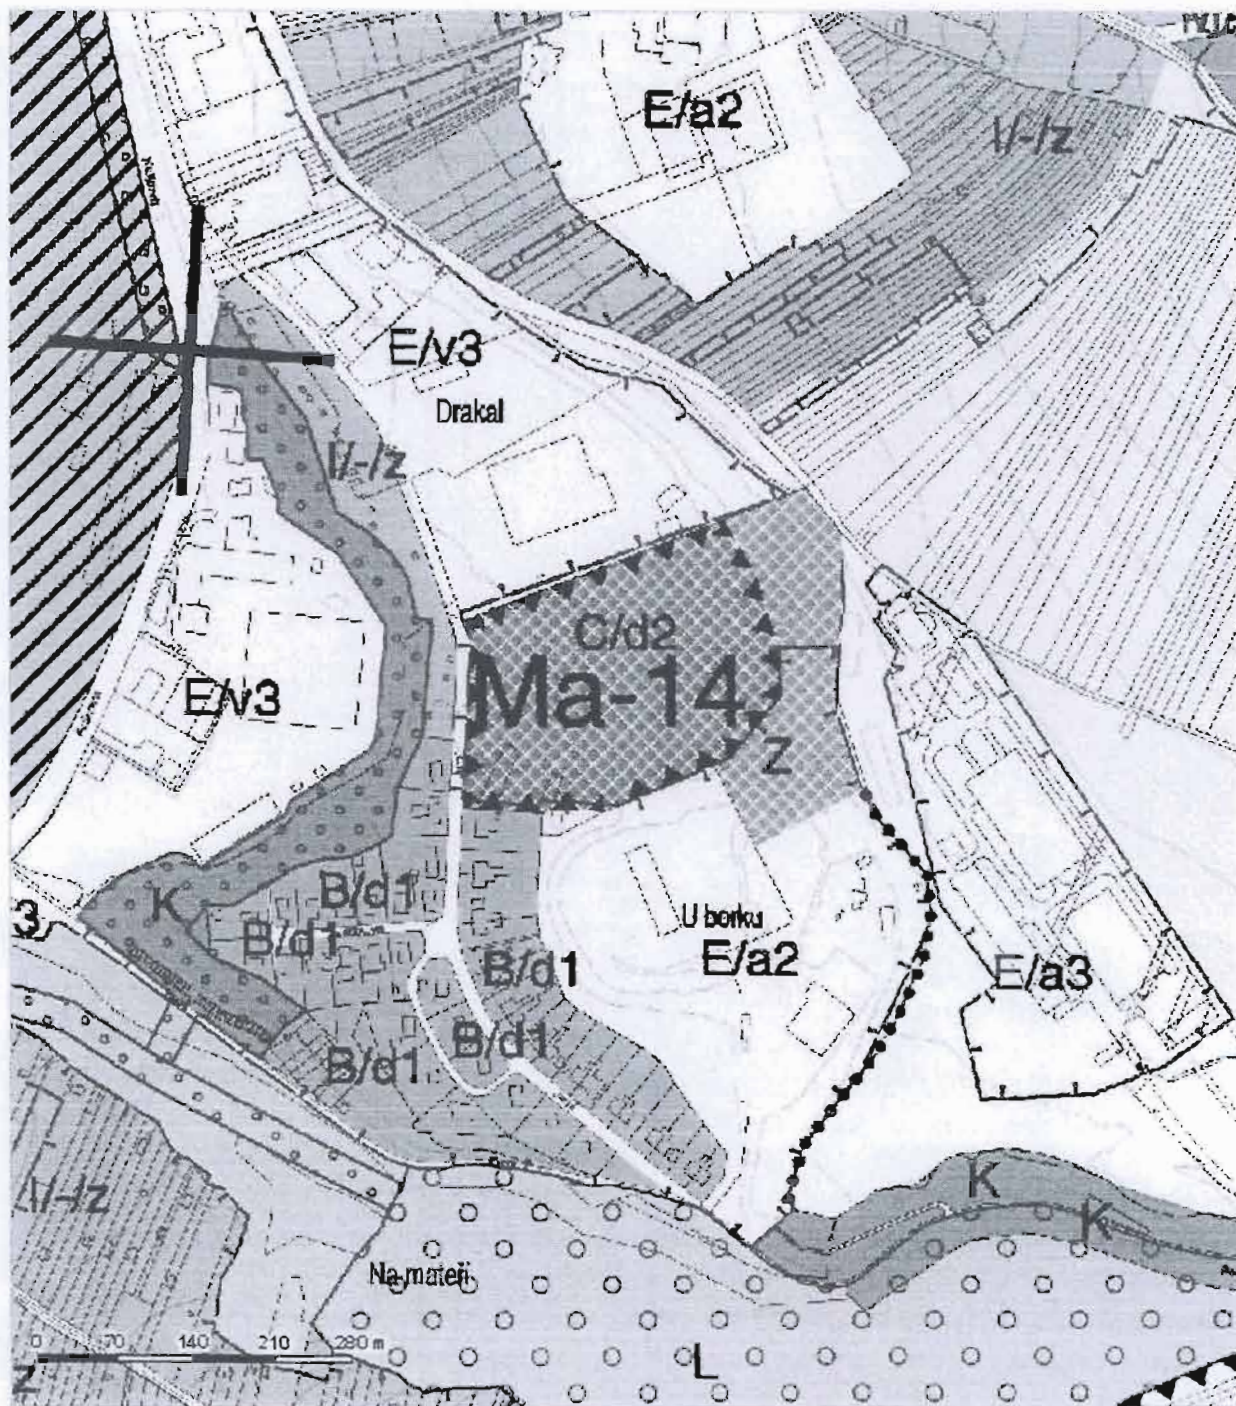 E/a2
I/-/z
E/v3
Drakal
I/-/z
C/d2
Ma-14
E/v3
Z
B/d1
K
B/d1
3
U borku
E/a2
B/d1
E/a3
B/d1
B/d1
K
I/-/z
K
Na mateři
0 70 140 210 280 m
L
Z